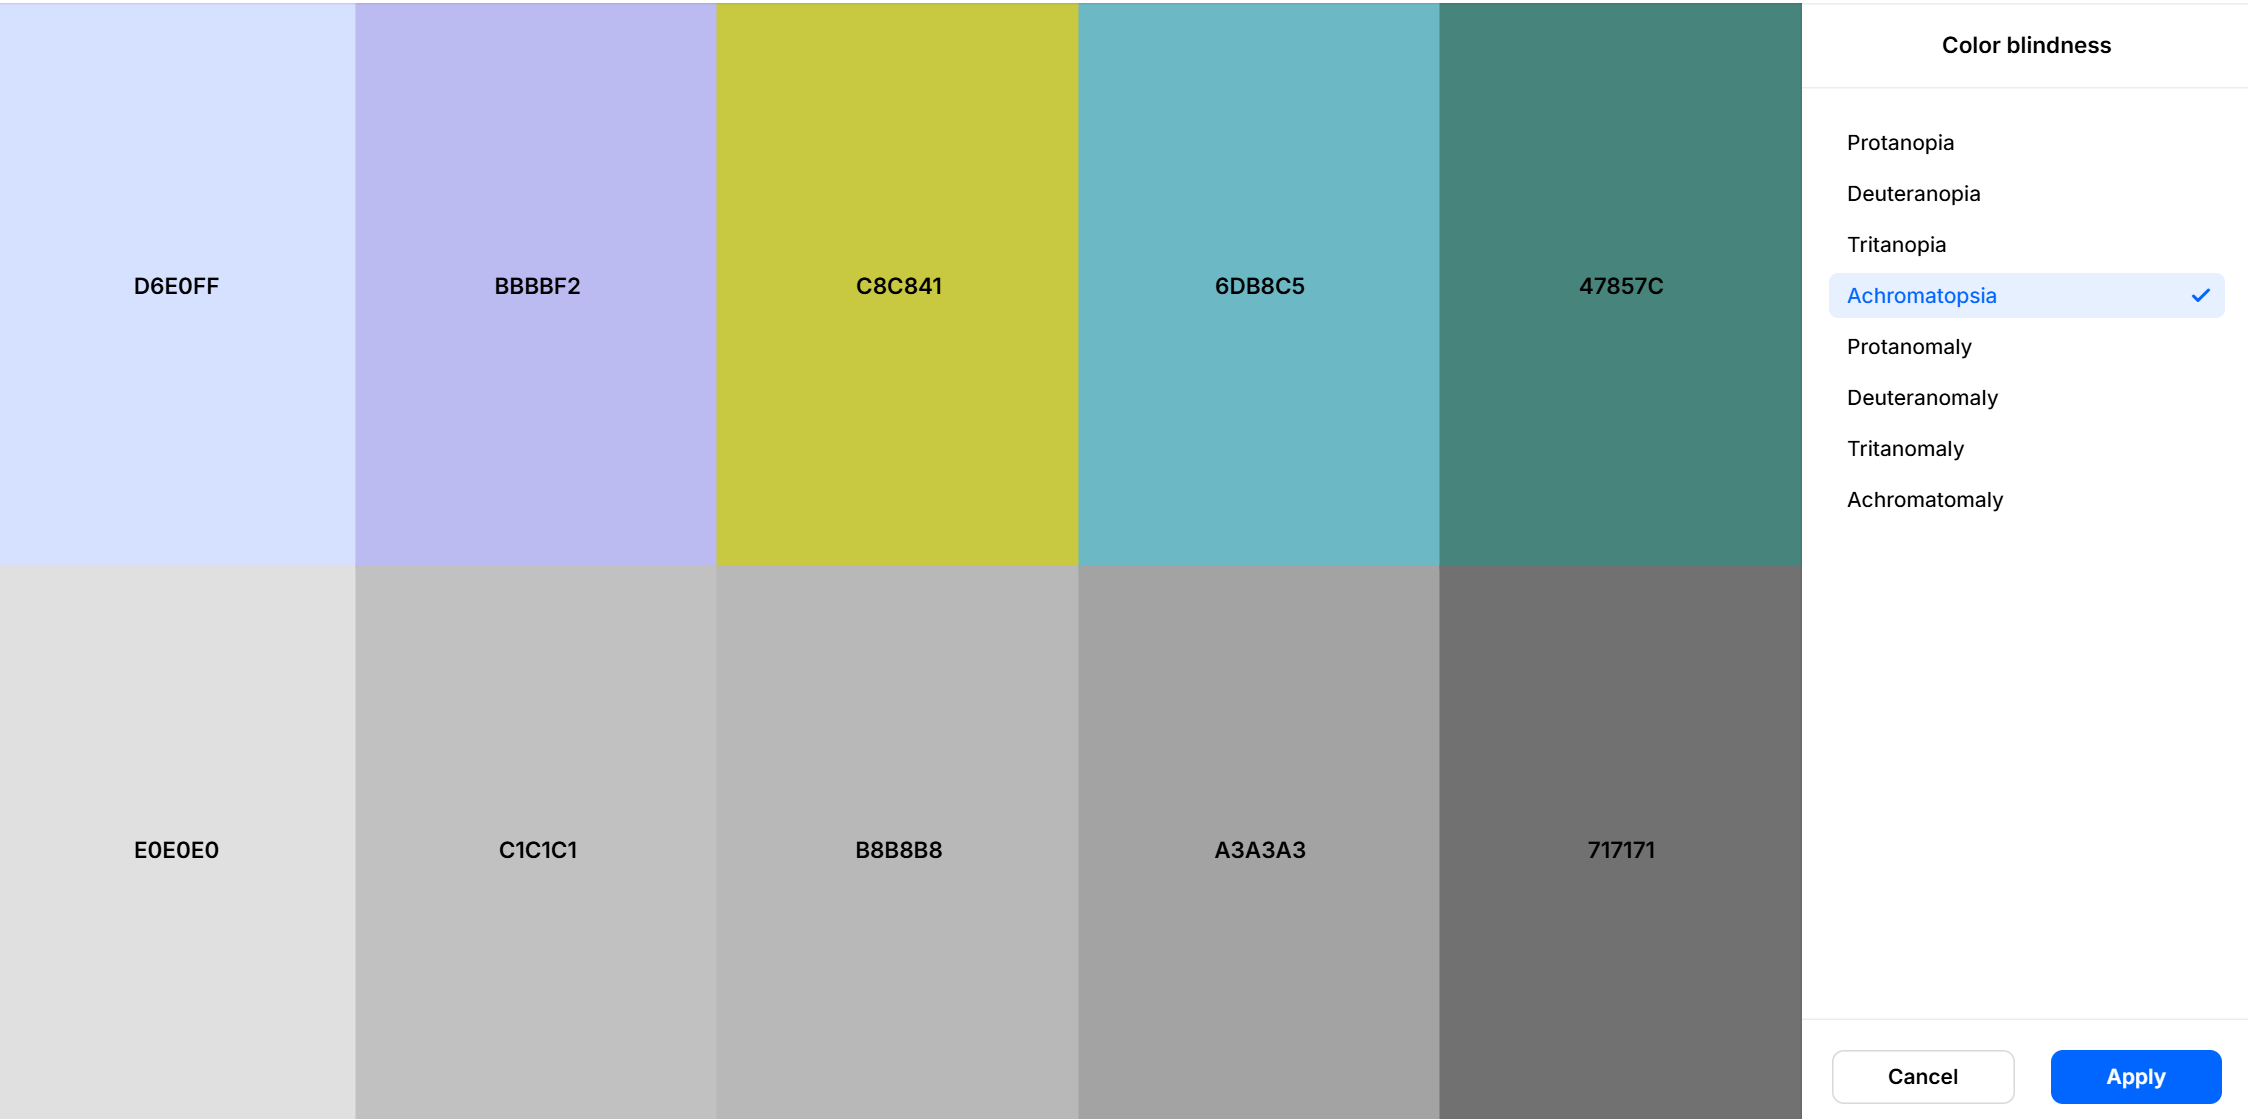 D6E0FF
BBBBF2
C8C841
6DB8C5
47857C
E0E0E0
C1C1C1
B8B8B8
A3A3A3
717171
Color blindness
Protanopia
Deuteranopia
Tritanopia
Achromatopsia
Protanomaly
Deuteranomaly
Tritanomaly
Achromatomaly
Cancel
Apply